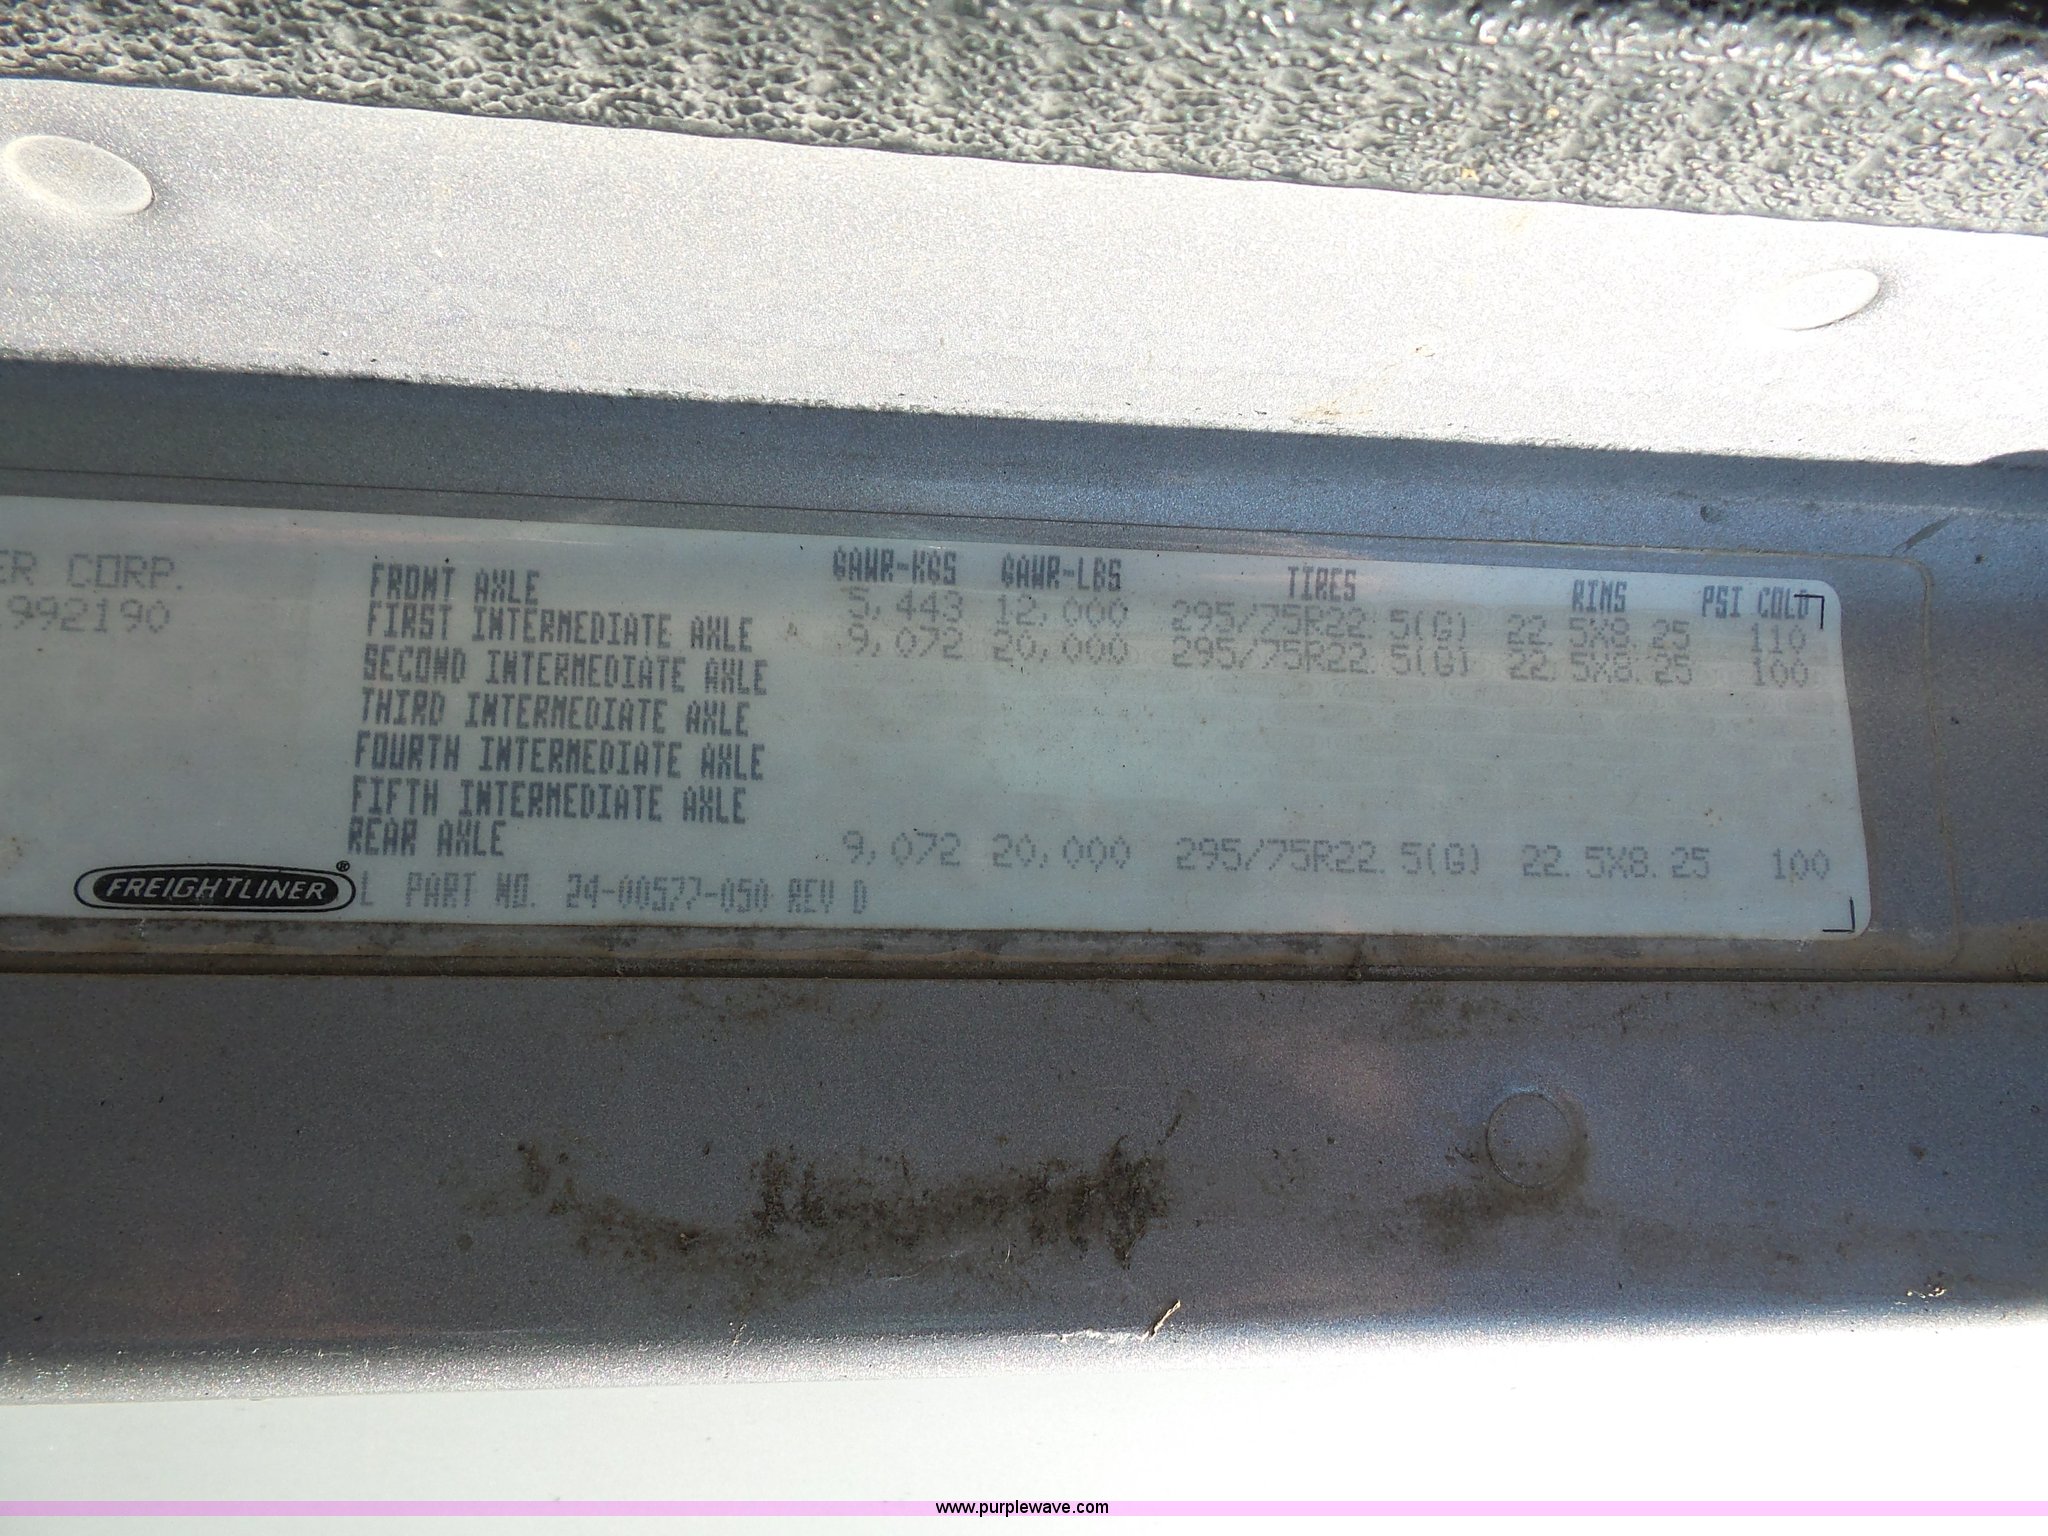 ER CORP.
992190
GAWR-KGS GAWR-LBS TIRES RIMS PSI COLD
FRONT AXLE 5,443 12,000 295/75R22.5(G) 22.5X8.25 110
FIRST INTERMEDIATE AXLE 9,072 20,000 295/75R22.5(G) 22.5X8.25 100
SECOND INTERMEDIATE AXLE
THIRD INTERMEDIATE AXLE
FOURTH INTERMEDIATE AXLE
FIFTH INTERMEDIATE AXLE
REAR AXLE 9,072 20,000 295/75R22.5(G) 22.5X8.25 100
FREIGHTLINER® L PART NO. 24-00577-050 REV D
www.purplewave.com